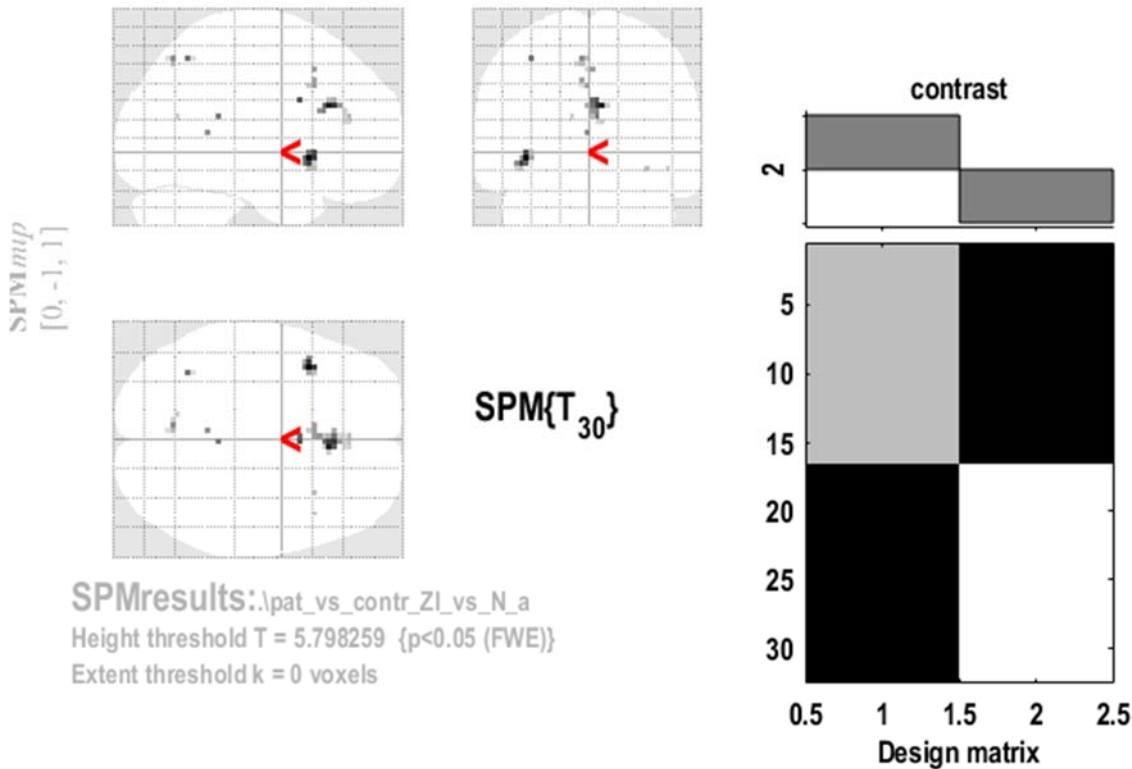 SPMmip
[0, -1, 1]
SPM{T30}
SPMresults:.\pat_vs_contr_ZI_vs_N_a
Height threshold T = 5.798259 {p<0.05 (FWE)}
Extent threshold k = 0 voxels
contrast
2
5
10
15
20
25
30
0.5 1 1.5 2 2.5
Design matrix